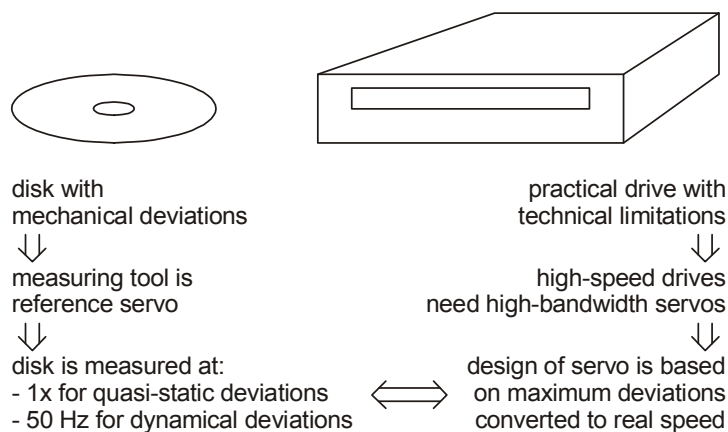 disk with
mechanical deviations
measuring tool is
reference servo
disk is measured at:
- 1x for quasi-static deviations
- 50 Hz for dynamical deviations
practical drive with
technical limitations
high-speed drives
need high-bandwidth servos
design of servo is based
on maximum deviations
converted to real speed